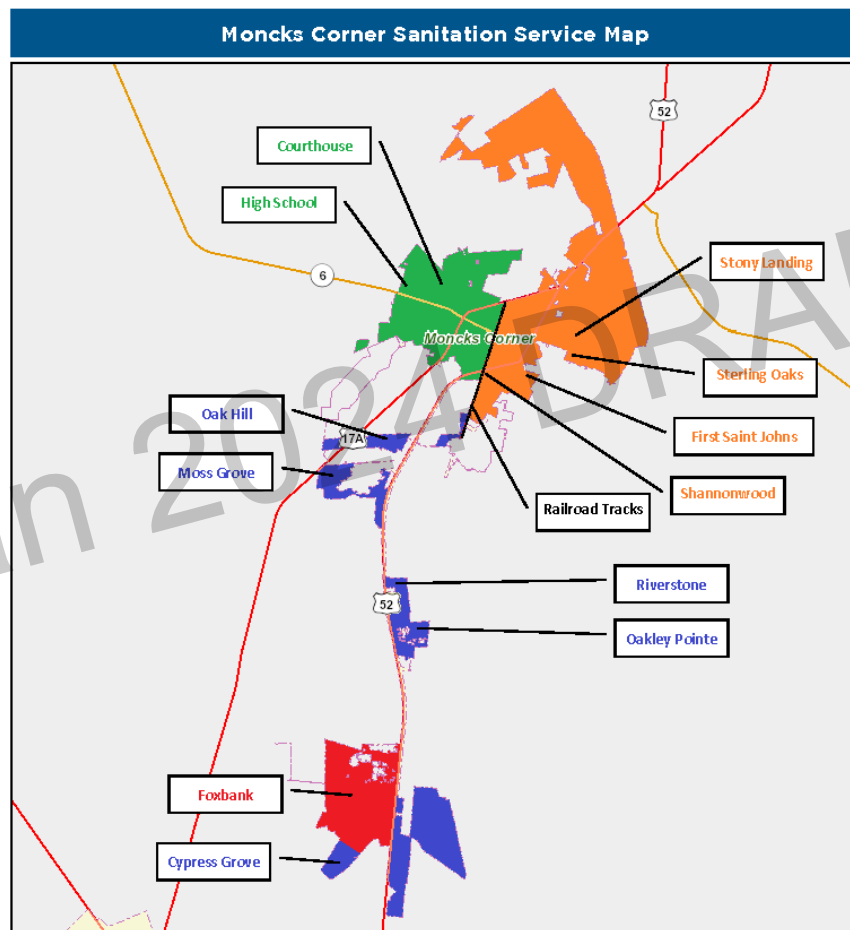 Moncks Corner Sanitation Service Map
52
Courthouse
High School
Stony Landing
6
Moncks Corner
Sterling Oaks
Oak Hill
First Saint Johns
17A
Moss Grove
Shannonwood
Railroad Tracks
Riverstone
52
Oakley Pointe
Foxbank
Cypress Grove
2024